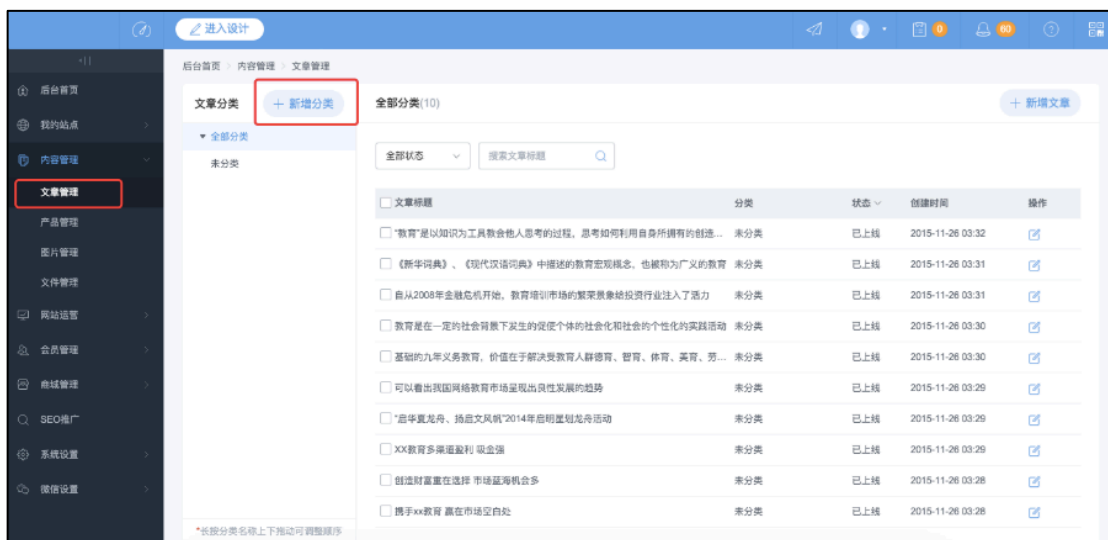 进入设计
0
60
后台首页 > 内容管理 > 文章管理
后台首页
我的站点
内容管理
文章管理
产品管理
图片管理
文件管理
网站运营
会员管理
商城管理
SEO推广
系统设置
微信设置
文章分类
+ 新增分类
全部分类
未分类
*长按分类名称上下拖动可调整顺序
全部分类(10)
+ 新增文章
全部状态
搜索文章标题
文章标题 分类 状态 创建时间 操作
“教育”是以知识为工具教会他人思考的过程，思考如何利用自身所拥有的创造... 未分类 已上线 2015-11-26 03:32
《新华词典》、《现代汉语词典》中描述的教育宏观概念，也被称为广义的教育 未分类 已上线 2015-11-26 03:31
自从2008年金融危机开始，教育培训市场的繁荣景象给投资行业注入了活力 未分类 已上线 2015-11-26 03:31
教育是在一定的社会背景下发生的促使个体的社会化和社会的个性化的实践活动 未分类 已上线 2015-11-26 03:30
基础的九年义务教育，价值在于解决受教育人群德育、智育、体育、美育、劳... 未分类 已上线 2015-11-26 03:30
可以看出我国网络教育市场呈现出良性发展的趋势 未分类 已上线 2015-11-26 03:29
“启华夏龙舟、扬启文风帆”2014年启明星划龙舟活动 未分类 已上线 2015-11-26 03:29
XX教育多渠道盈利 吸金强 未分类 已上线 2015-11-26 03:29
创造财富重在选择 市场蓝海机会多 未分类 已上线 2015-11-26 03:28
携手xx教育 赢在市场空白处 未分类 已上线 2015-11-26 03:28